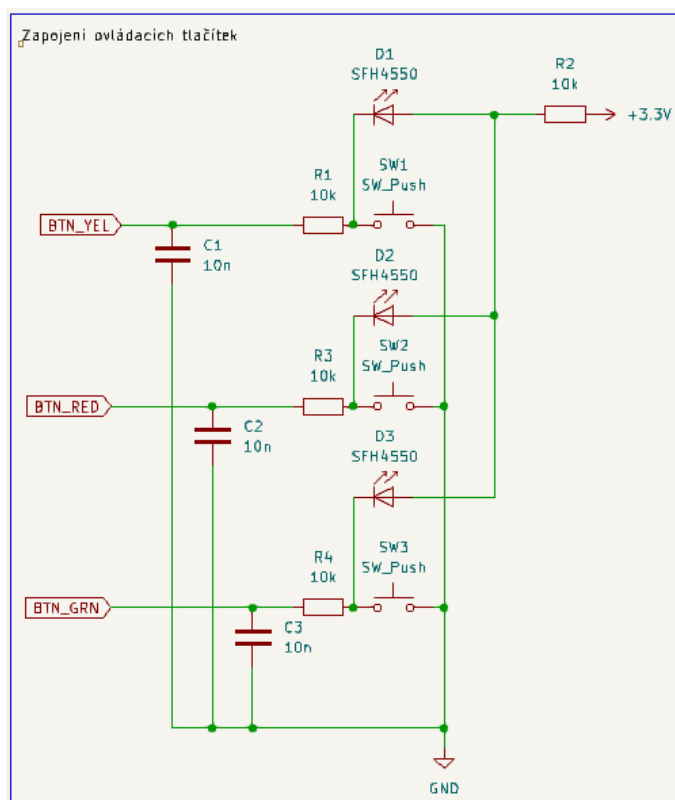 Zapojeni ovládacich tlačítek
D1
SFH4550
R2
10k
+3.3V
R1
10k
SW1
SW_Push
BTN_YEL
C1
10n
D2
SFH4550
R3
10k
SW2
SW_Push
BTN_RED
C2
10n
D3
SFH4550
R4
10k
SW3
SW_Push
BTN_GRN
C3
10n
GND